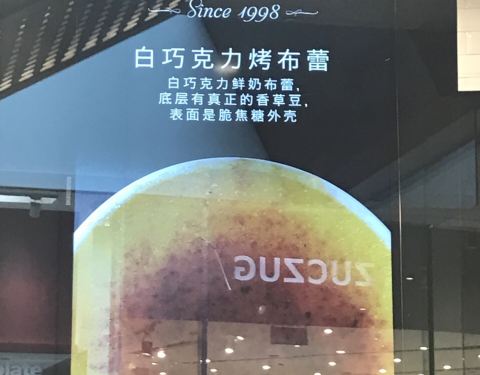 Since 1998
白巧克力烤布蕾
白巧克力鲜奶布蕾,
底层有真正的香草豆,
表面是脆焦糖外壳
ZUCZUG ZUCZUG